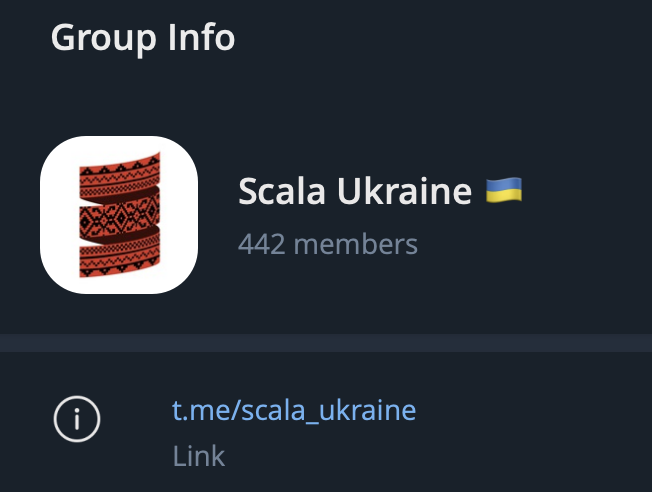 Group Info
Scala Ukraine 🇺🇦
442 members
t.me/scala_ukraine
Link